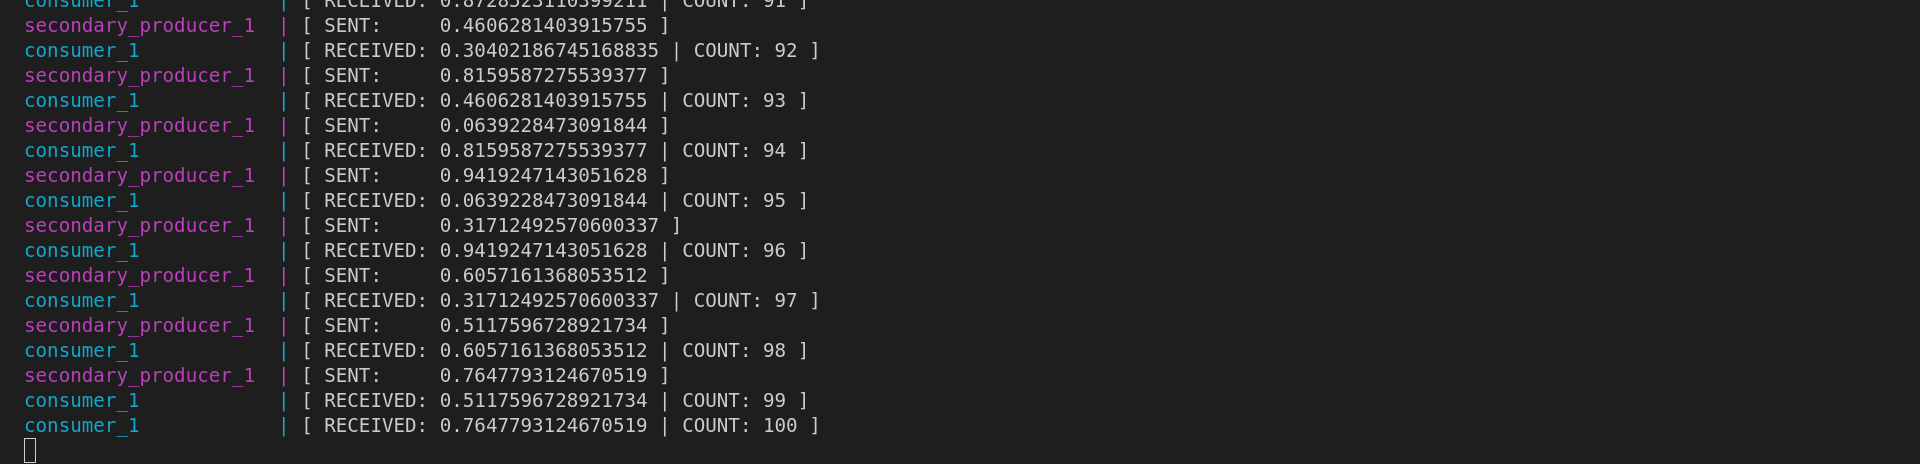 consumer_1 | [ RECEIVED: 0.8728523110399211 | COUNT: 91 ]
secondary_producer_1 | [ SENT: 0.4606281403915755 ]
consumer_1 | [ RECEIVED: 0.30402186745168835 | COUNT: 92 ]
secondary_producer_1 | [ SENT: 0.8159587275539377 ]
consumer_1 | [ RECEIVED: 0.4606281403915755 | COUNT: 93 ]
secondary_producer_1 | [ SENT: 0.0639228473091844 ]
consumer_1 | [ RECEIVED: 0.8159587275539377 | COUNT: 94 ]
secondary_producer_1 | [ SENT: 0.9419247143051628 ]
consumer_1 | [ RECEIVED: 0.0639228473091844 | COUNT: 95 ]
secondary_producer_1 | [ SENT: 0.31712492570600337 ]
consumer_1 | [ RECEIVED: 0.9419247143051628 | COUNT: 96 ]
secondary_producer_1 | [ SENT: 0.6057161368053512 ]
consumer_1 | [ RECEIVED: 0.31712492570600337 | COUNT: 97 ]
secondary_producer_1 | [ SENT: 0.5117596728921734 ]
consumer_1 | [ RECEIVED: 0.6057161368053512 | COUNT: 98 ]
secondary_producer_1 | [ SENT: 0.7647793124670519 ]
consumer_1 | [ RECEIVED: 0.5117596728921734 | COUNT: 99 ]
consumer_1 | [ RECEIVED: 0.7647793124670519 | COUNT: 100 ]